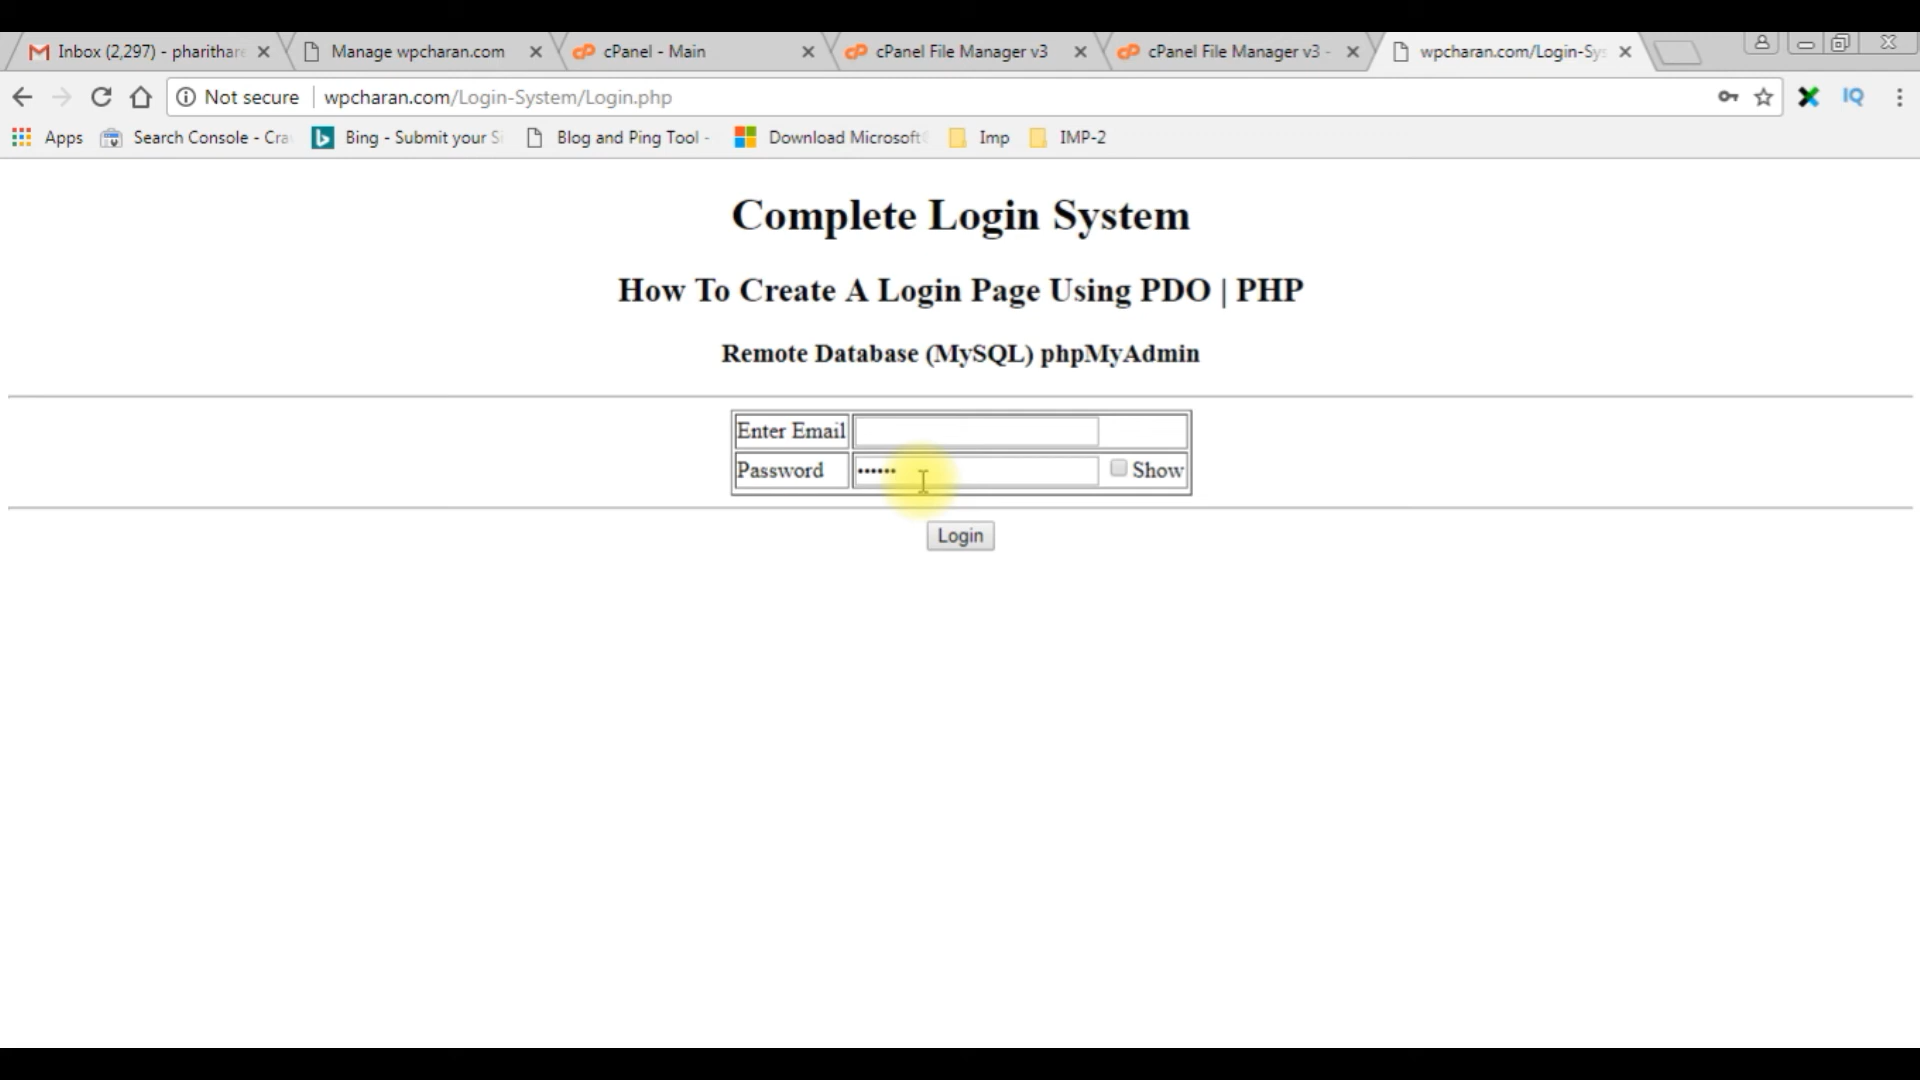 Inbox (2,297) - pharithare
Manage wpcharan.com
cPanel - Main
cPanel File Manager v3
cPanel File Manager v3 -
wpcharan.com/Login-Sys
Not secure
wpcharan.com/Login-System/Login.php
IQ
Apps
Search Console - Cra
Bing - Submit your S
Blog and Ping Tool -
Download Microsoft
Imp
IMP-2
Complete Login System
How To Create A Login Page Using PDO | PHP
Remote Database (MySQL) phpMyAdmin
Enter Email
Password
••••••
Show
Login